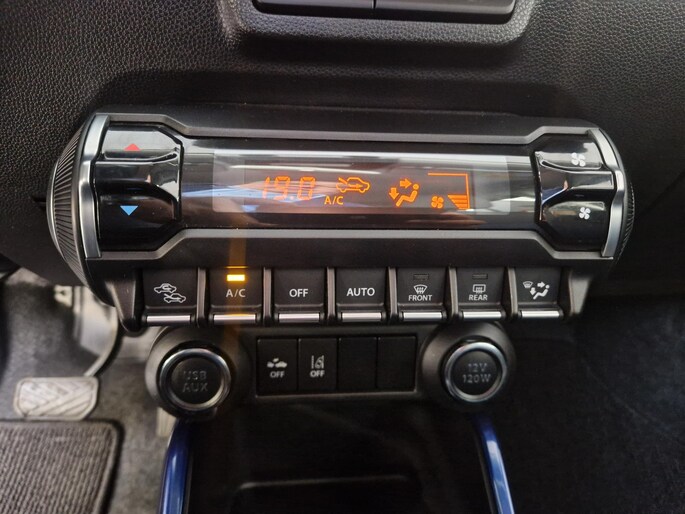 19.0
A/C
A/C
OFF
AUTO
FRONT
REAR
USB
AUX
OFF
OFF
12V
120W